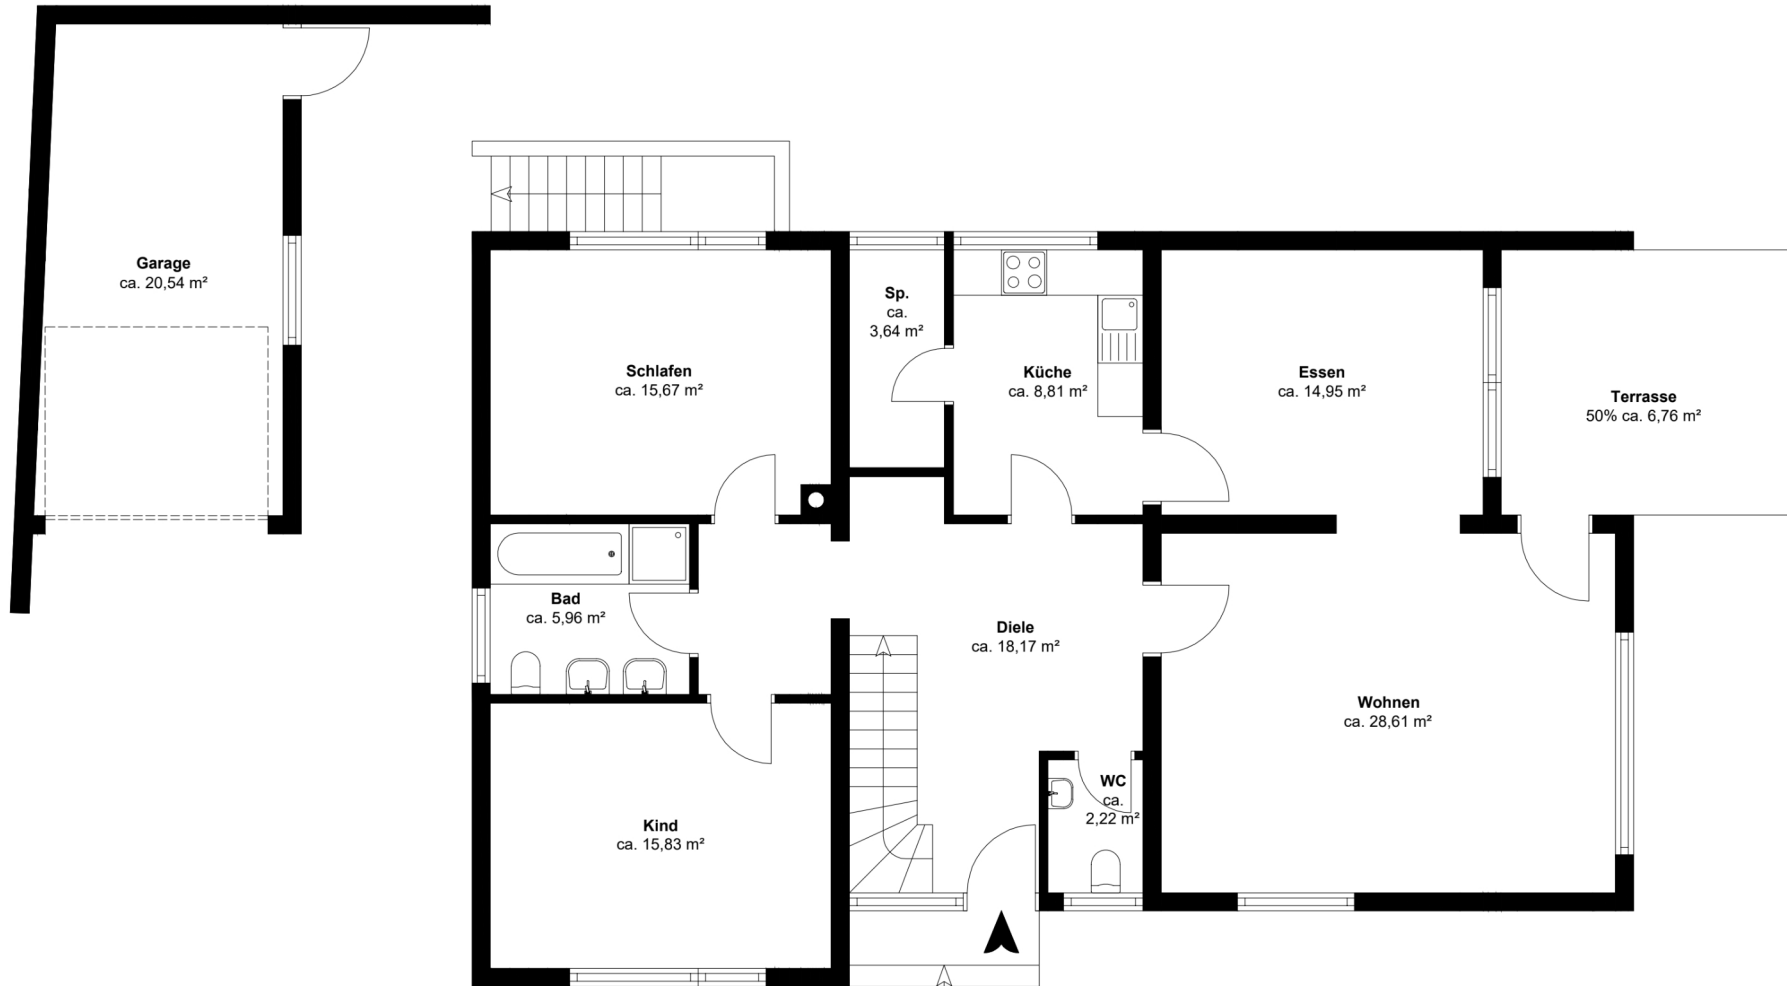 Garage
ca. 20,54 m²
Schlafen
ca. 15,67 m²
Sp.
ca.
3,64 m²
Küche
ca. 8,81 m²
Essen
ca. 14,95 m²
Terrasse
50% ca. 6,76 m²
Bad
ca. 5,96 m²
Diele
ca. 18,17 m²
Wohnen
ca. 28,61 m²
Kind
ca. 15,83 m²
WC
ca.
2,22 m²